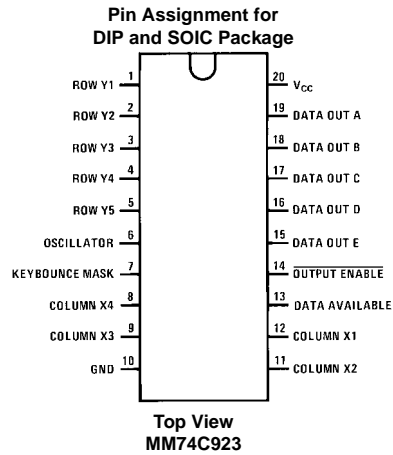 Pin Assignment for
DIP and SOIC Package
ROW Y1 1
ROW Y2 2
ROW Y3 3
ROW Y4 4
ROW Y5 5
OSCILLATOR 6
KEYBOUNCE MASK 7
COLUMN X4 8
COLUMN X3 9
GND 10
20 VCC
19 DATA OUT A
18 DATA OUT B
17 DATA OUT C
16 DATA OUT D
15 DATA OUT E
14 OUTPUT ENABLE
13 DATA AVAILABLE
12 COLUMN X1
11 COLUMN X2
Top View
MM74C923